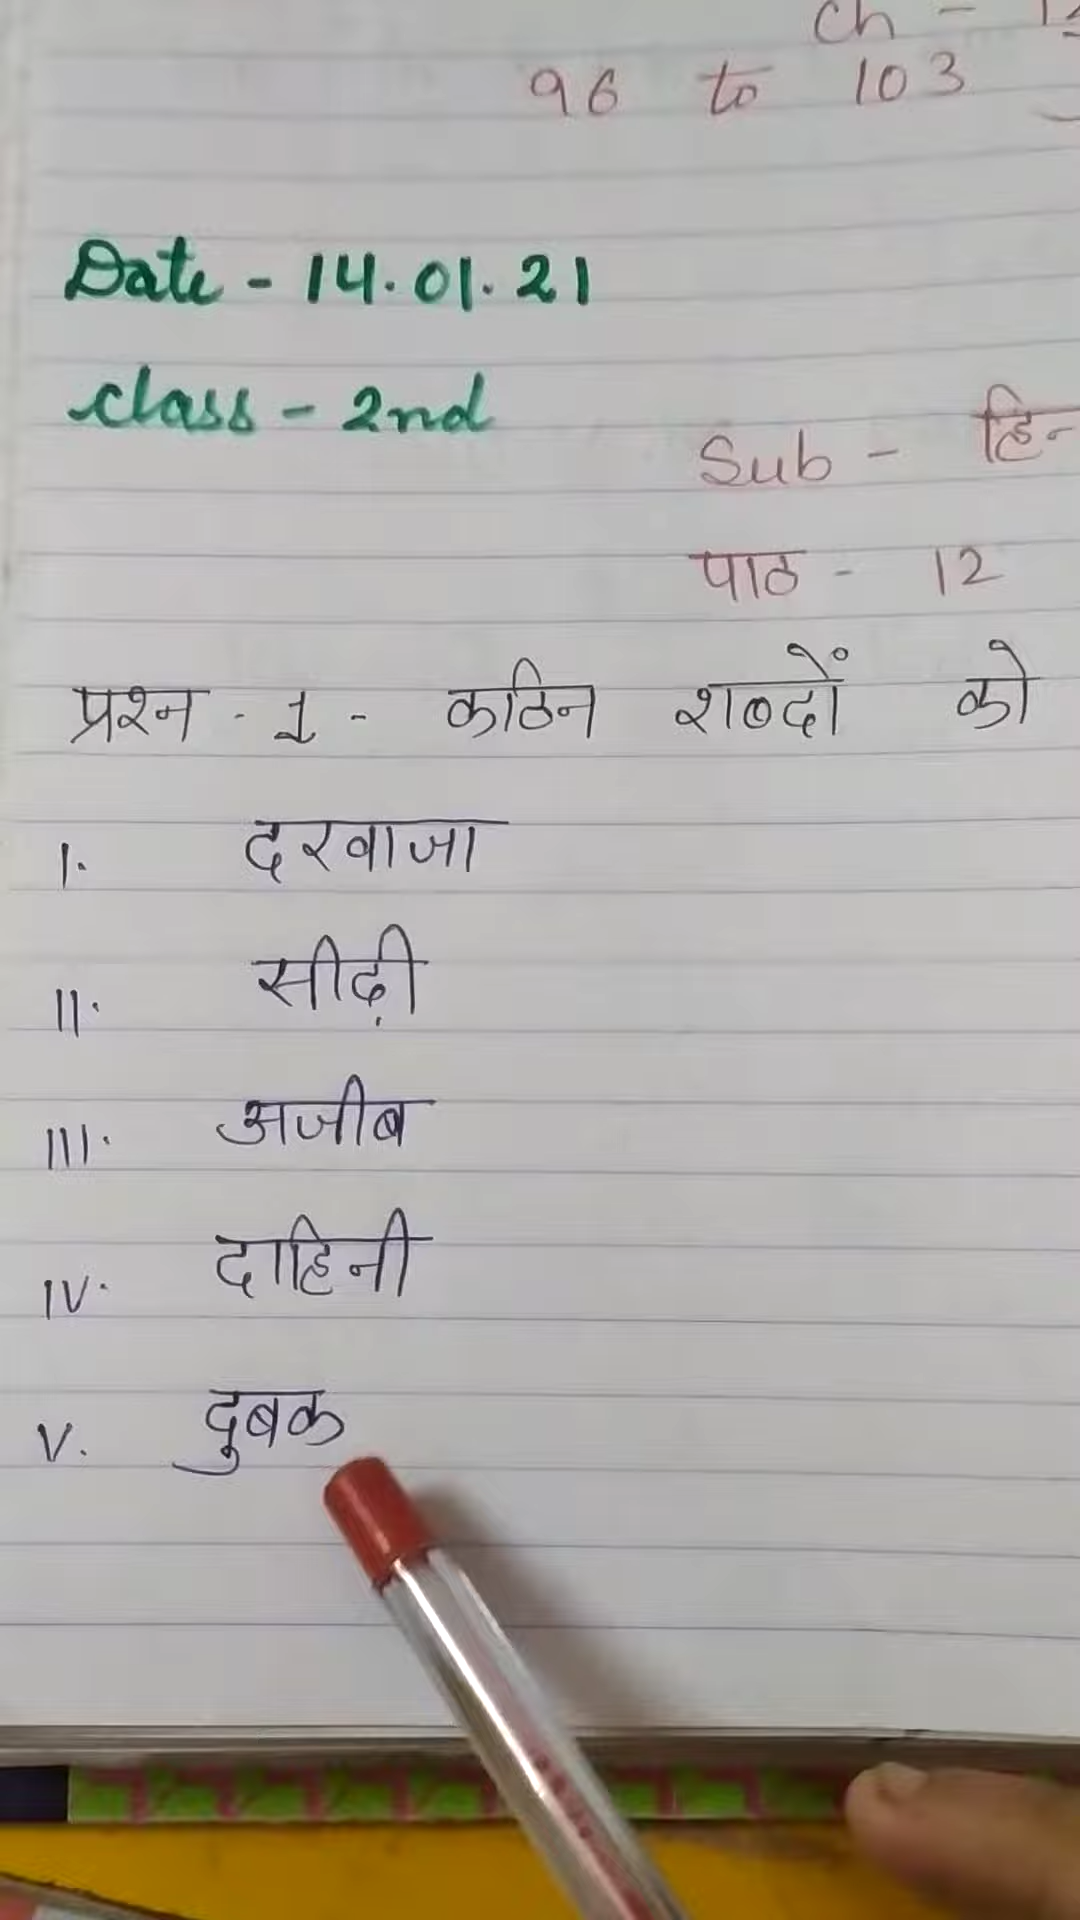 ch -
96 to 103
Date - 14.01.21
class - 2nd
Sub -
पाठ - 12
प्रश्न - 1 - कठिन शब्दों को
I. दरवाजा
II. सीढ़ी
III. अजीब
IV. दाहिनी
V. दुबक